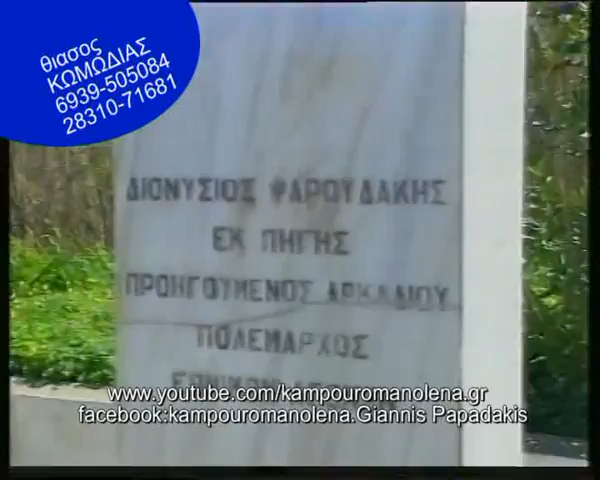 θιασος
ΚΩΜΩΔΙΑΣ
6939-505084
28310-71681
ΔΙΟΝΥΣΙΟΣ ΨΑΡΟΥΔΑΚΗΣ
ΕΚ ΠΗΓΗΣ
ΠΡΟΗΓΟΥΜΕΝΟΣ ΑΡΚΑΔΙΟΥ
ΠΟΛΕΜΑΡΧΟΣ
www.youtube.com/kampouromanolena.gr
facebook:kampouromanolena.Giannis Papadakis